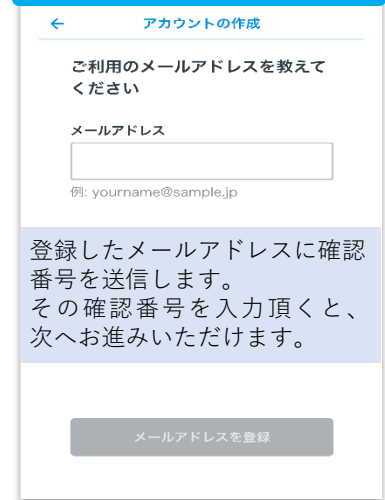 ← アカウントの作成
ご利用のメールアドレスを教えて
ください
メールアドレス
例: yourname@sample.jp
登録したメールアドレスに確認
番号を送信します。
その確認番号を入力頂くと、
次へお進みいただけます。
メールアドレスを登録